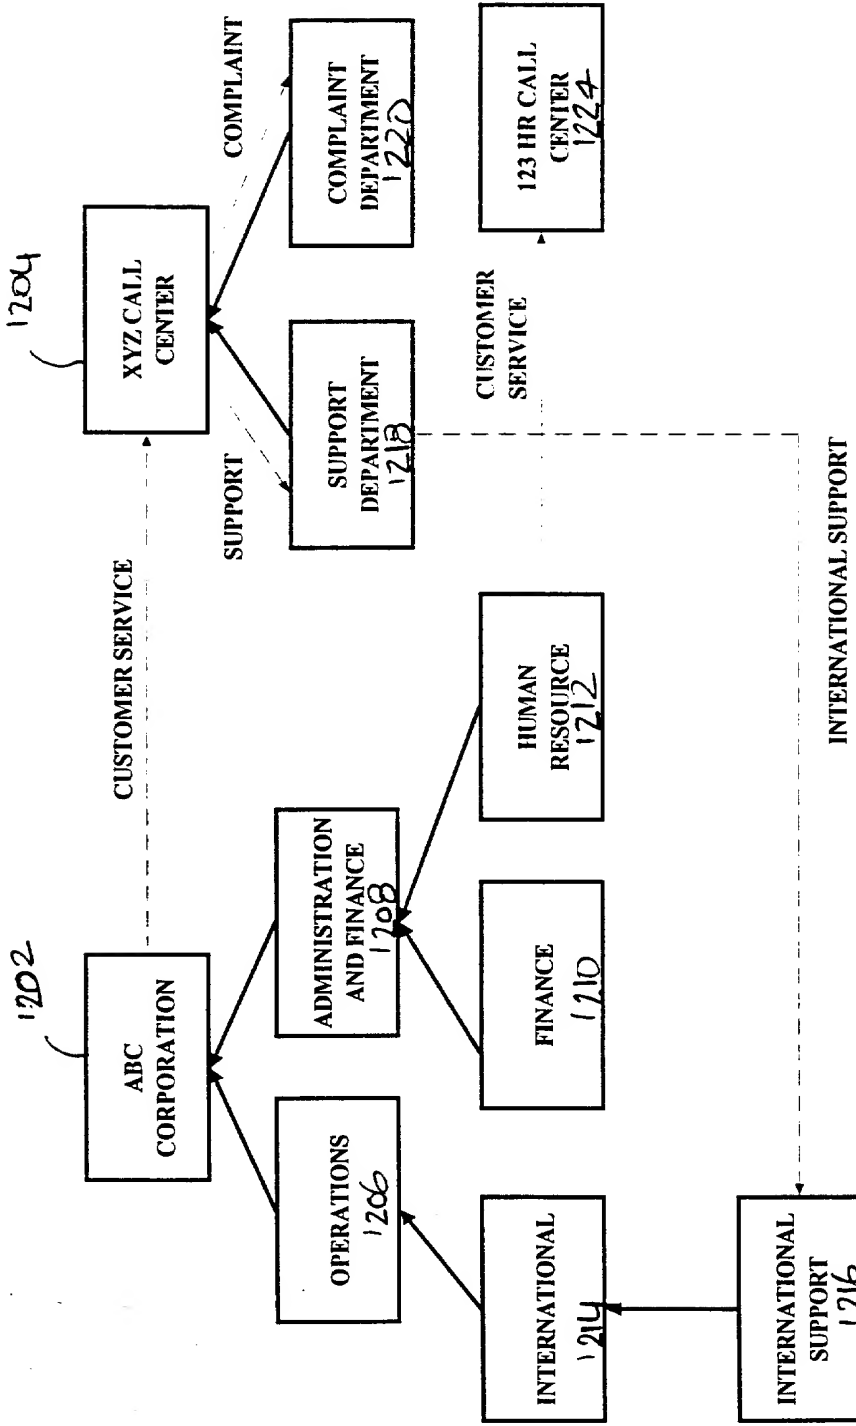 1202
ABC
CORPORATION
CUSTOMER SERVICE
1204
XYZ CALL
CENTER
OPERATIONS
1206
ADMINISTRATION
AND FINANCE
1208
SUPPORT
SUPPORT
DEPARTMENT
1218
COMPLAINT
COMPLAINT
DEPARTMENT
1220
INTERNATIONAL
1214
FINANCE
1210
HUMAN
RESOURCE
1212
CUSTOMER
SERVICE
123 HR CALL
CENTER
1224
INTERNATIONAL
SUPPORT
1216
INTERNATIONAL SUPPORT